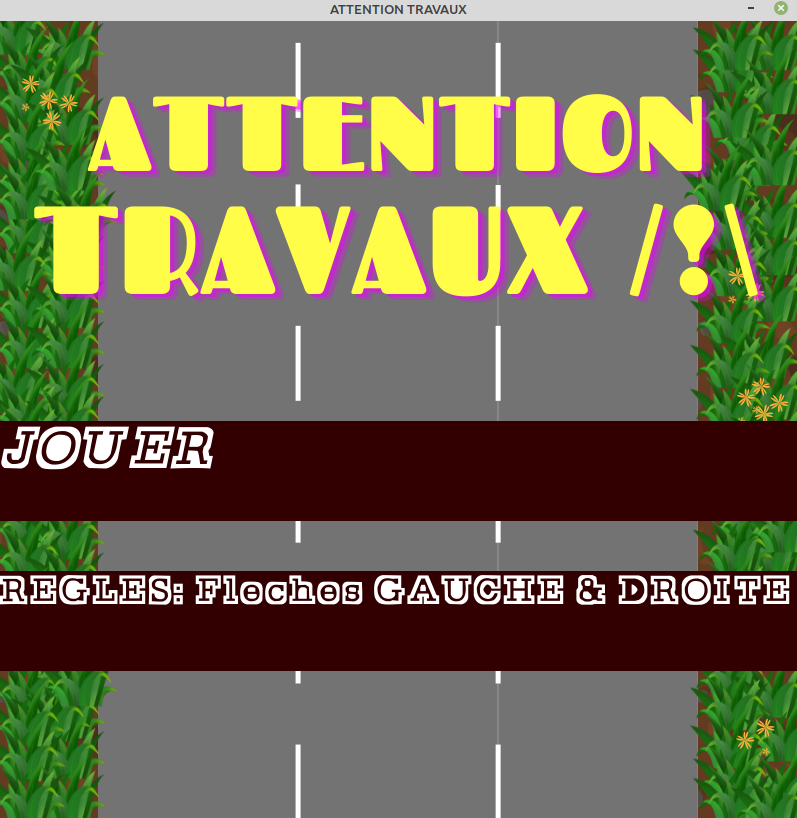 ATTENTION TRAVAUX
ATTENTION
TRAVAUX /!\
JOUER
REGLES: Fleches GAUCHE & DROITE